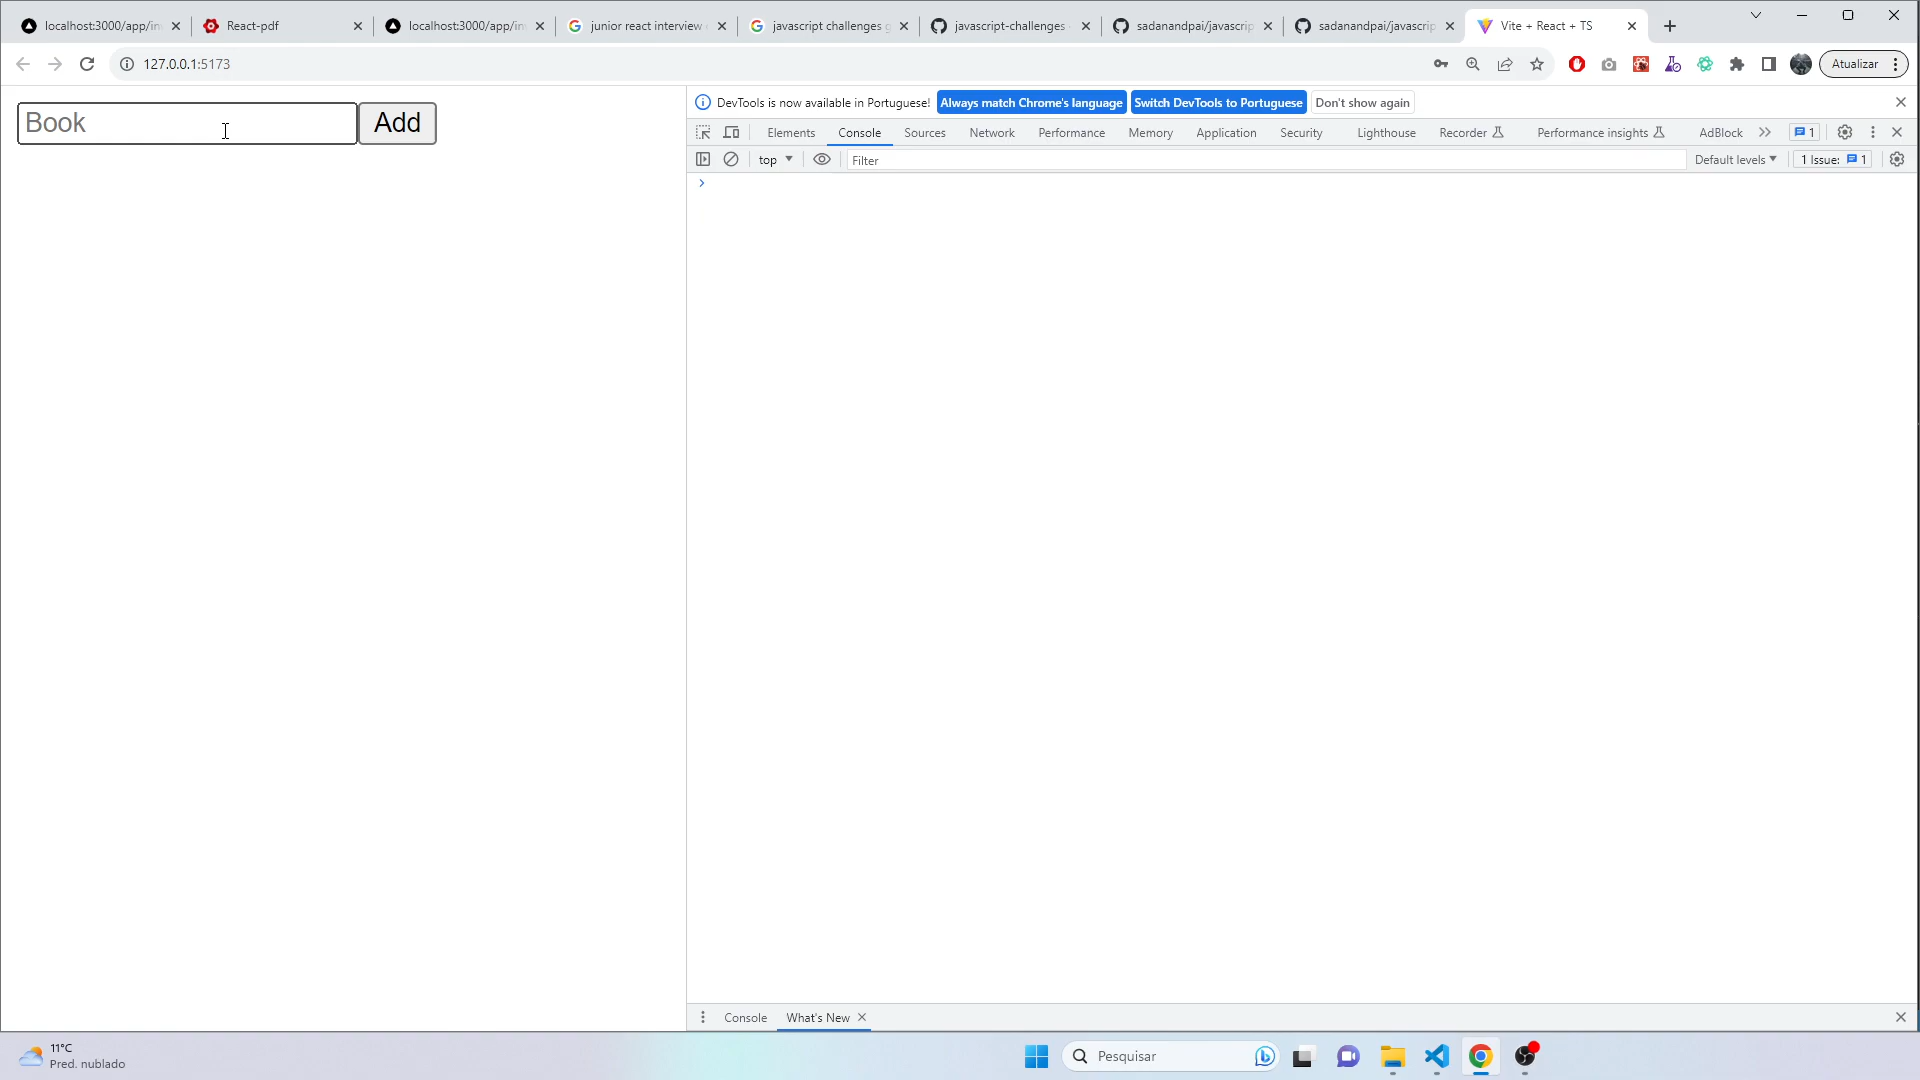 localhost:3000/app/in
React-pdf
localhost:3000/app/in
junior react interview
javascript challenges g
javascript-challenges
sadanandpai/javascrip
sadanandpai/javascrip
Vite + React + TS
127.0.0.1:5173
Atualizar
Book
Add
DevTools is now available in Portuguese!
Always match Chrome's language
Switch DevTools to Portuguese
Don't show again
Elements
Console
Sources
Network
Performance
Memory
Application
Security
Lighthouse
Recorder
Performance insights
AdBlock
1
top
Filter
Default levels
1 Issue:
1
Console
What's New
11°C
Pred. nublado
Pesquisar